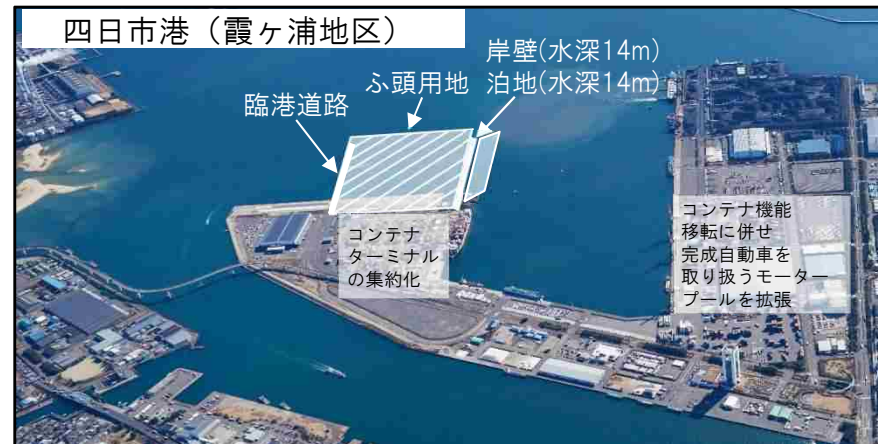 四日市港（霞ヶ浦地区）
岸壁(水深14m)
ふ頭用地
泊地(水深14m)
臨港道路
コンテナ
ターミナル
の集約化
コンテナ機能
移転に併せ
完成自動車を
取り扱うモーター
プールを拡張